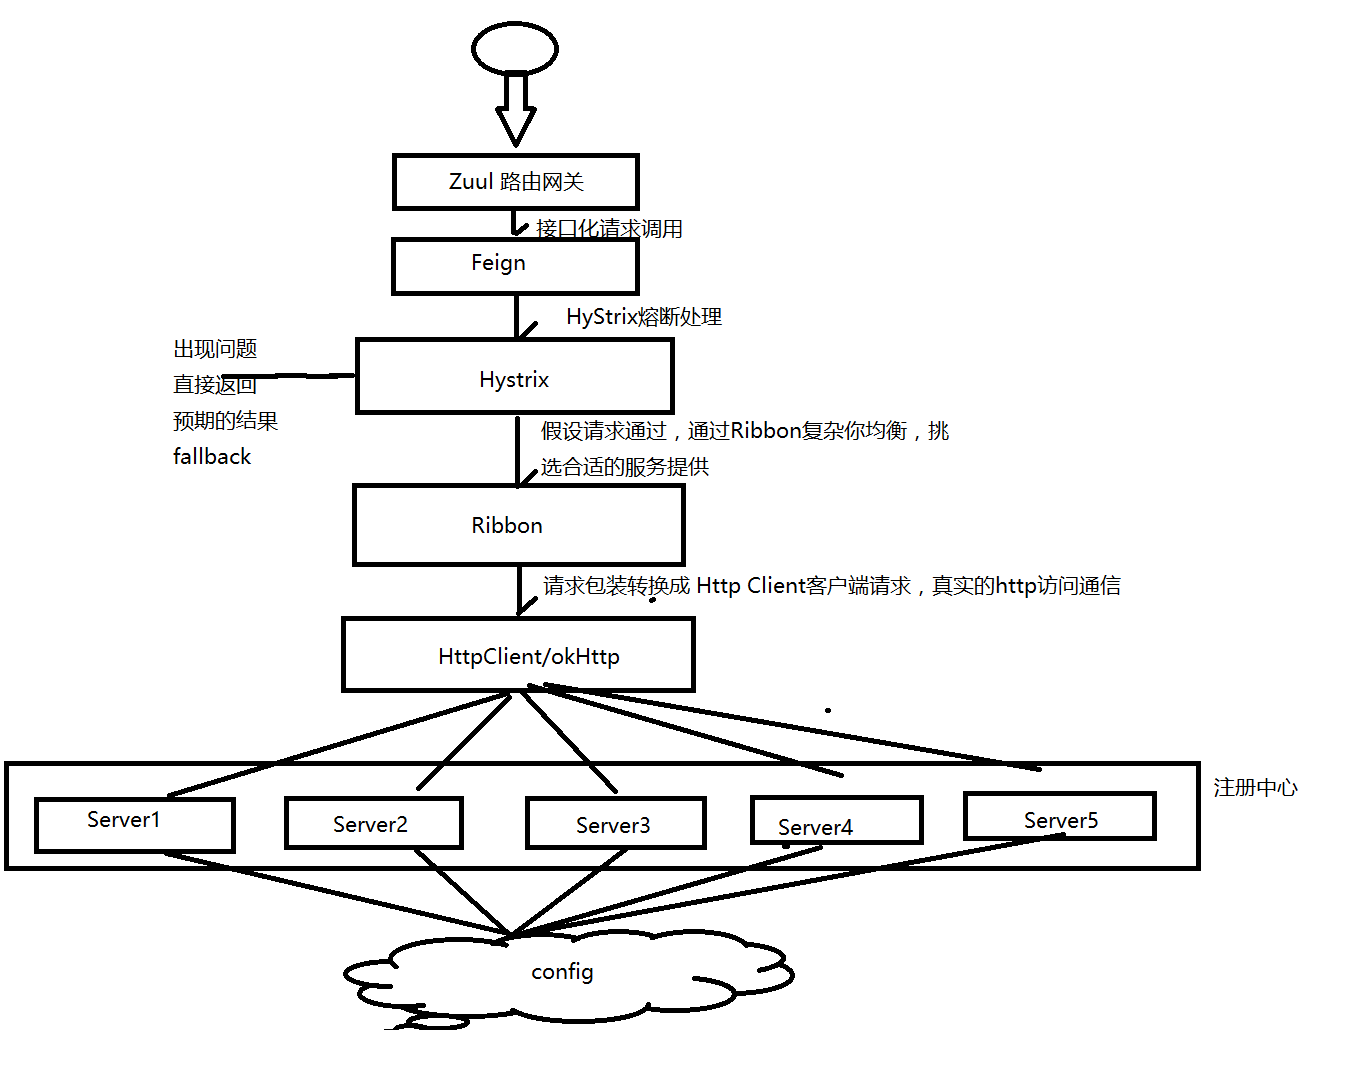 Zuul 路由网关
接口化请求调用
Feign
HyStrix熔断处理
出现问题
直接返回
预期的结果
fallback
Hystrix
假设请求通过，通过Ribbon复杂你均衡，挑
选合适的服务提供
Ribbon
请求包装转换成 Http Client客户端请求，真实的http访问通信
HttpClient/okHttp
注册中心
Server1
Server2
Server3
Server4
Server5
config